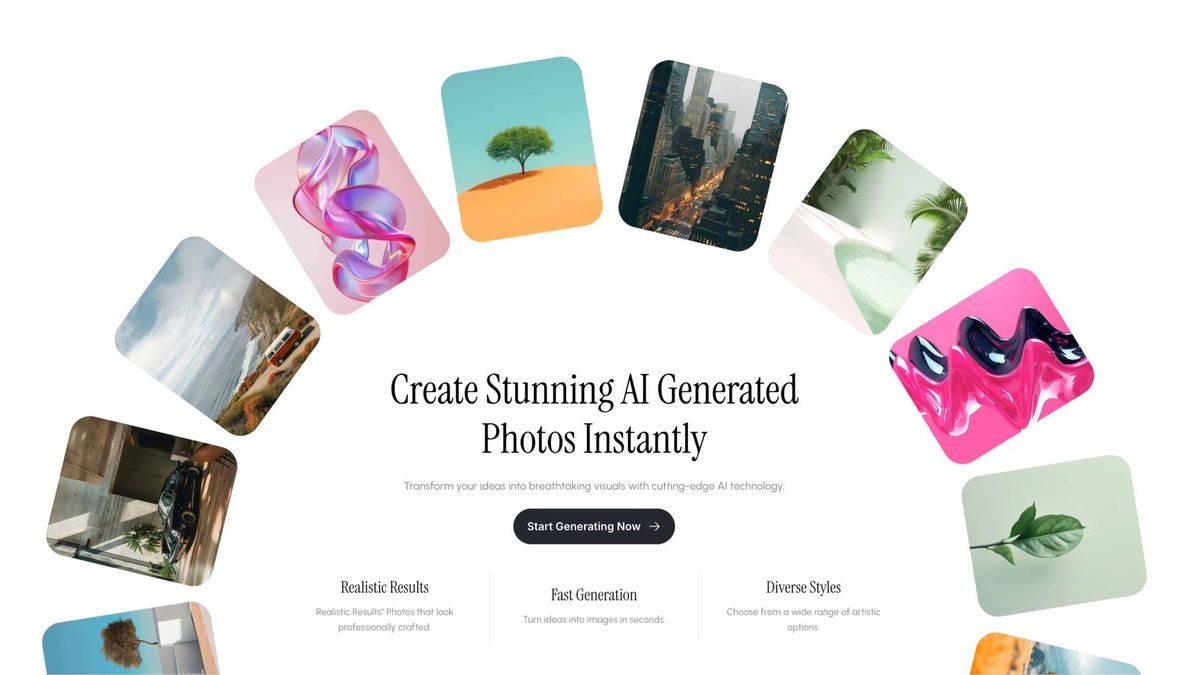 Create Stunning AI Generated
Photos Instantly
Transform your ideas into breathtaking visuals with cutting-edge AI technology.
Start Generating Now →
Realistic Results
Realistic Results" Photos that look
professionally crafted.
Fast Generation
Turn ideas into images in seconds.
Diverse Styles
Choose from a wide range of artistic
options.